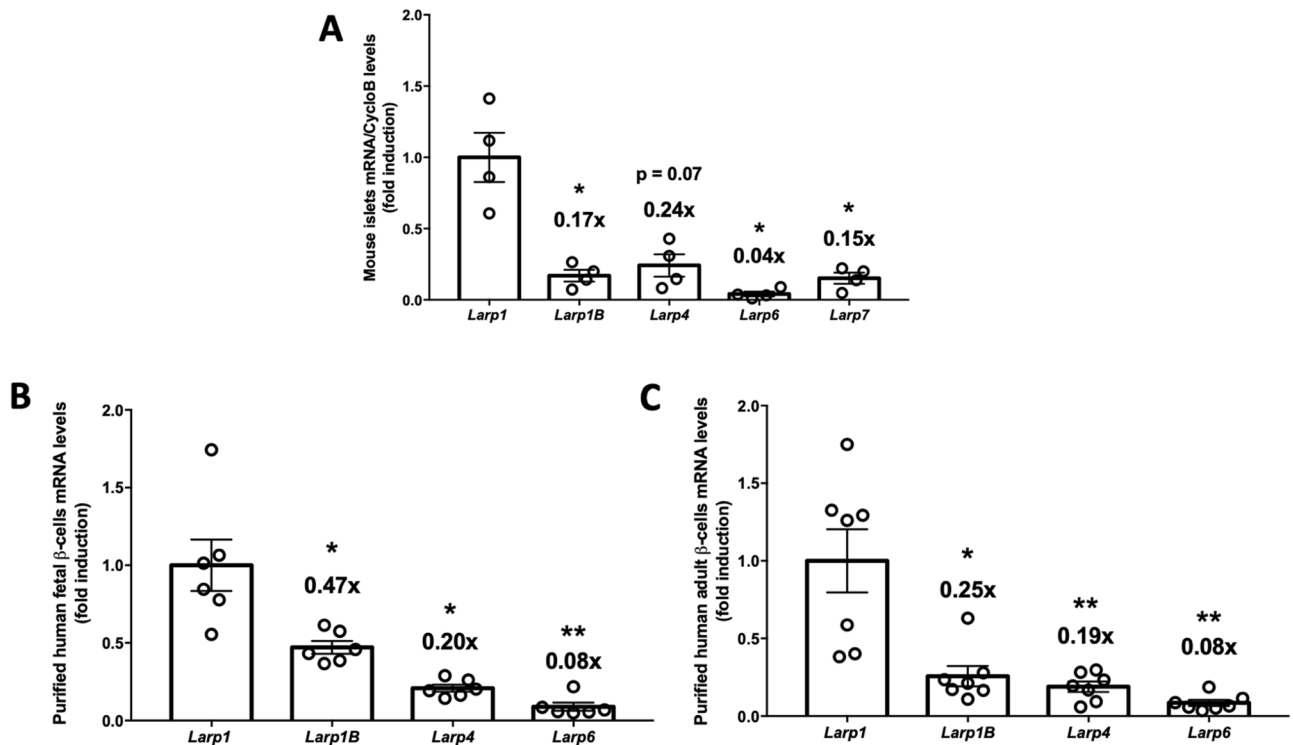 A
Mouse islets mRNA/CycloB levels
(fold induction)
2.0
1.5
1.0
0.5
0.0
*
0.17x
p = 0.07
0.24x
*
0.04x
*
0.15x
Larp1 Larp1B Larp4 Larp6 Larp7
B
Purified human fetal β-cells mRNA levels
(fold induction)
2.0
1.5
1.0
0.5
0.0
*
0.47x
*
0.20x
**
0.08x
Larp1 Larp1B Larp4 Larp6
C
Purified human adult β-cells mRNA levels
(fold induction)
2.0
1.5
1.0
0.5
0.0
*
0.25x
**
0.19x
**
0.08x
Larp1 Larp1B Larp4 Larp6